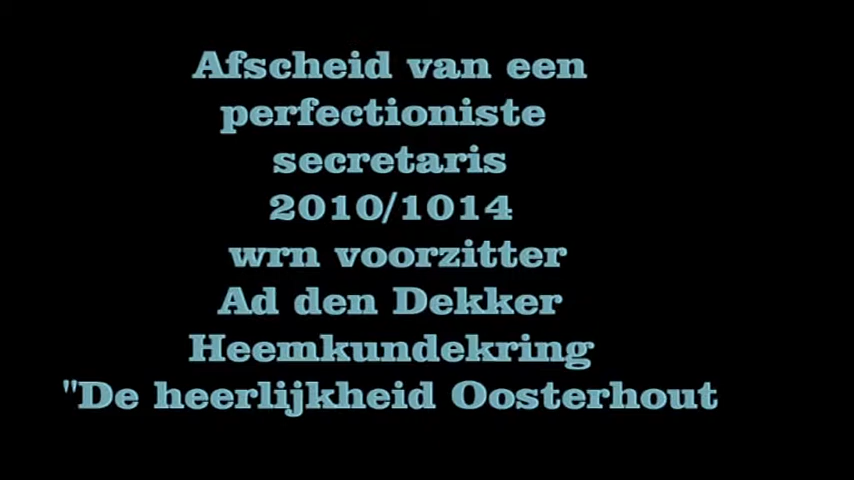 Afscheid van een
perfectioniste
secretaris
2010/1014
wrn voorzitter
Ad den Dekker
Heemkundekring
"De heerlijkheid Oosterhout